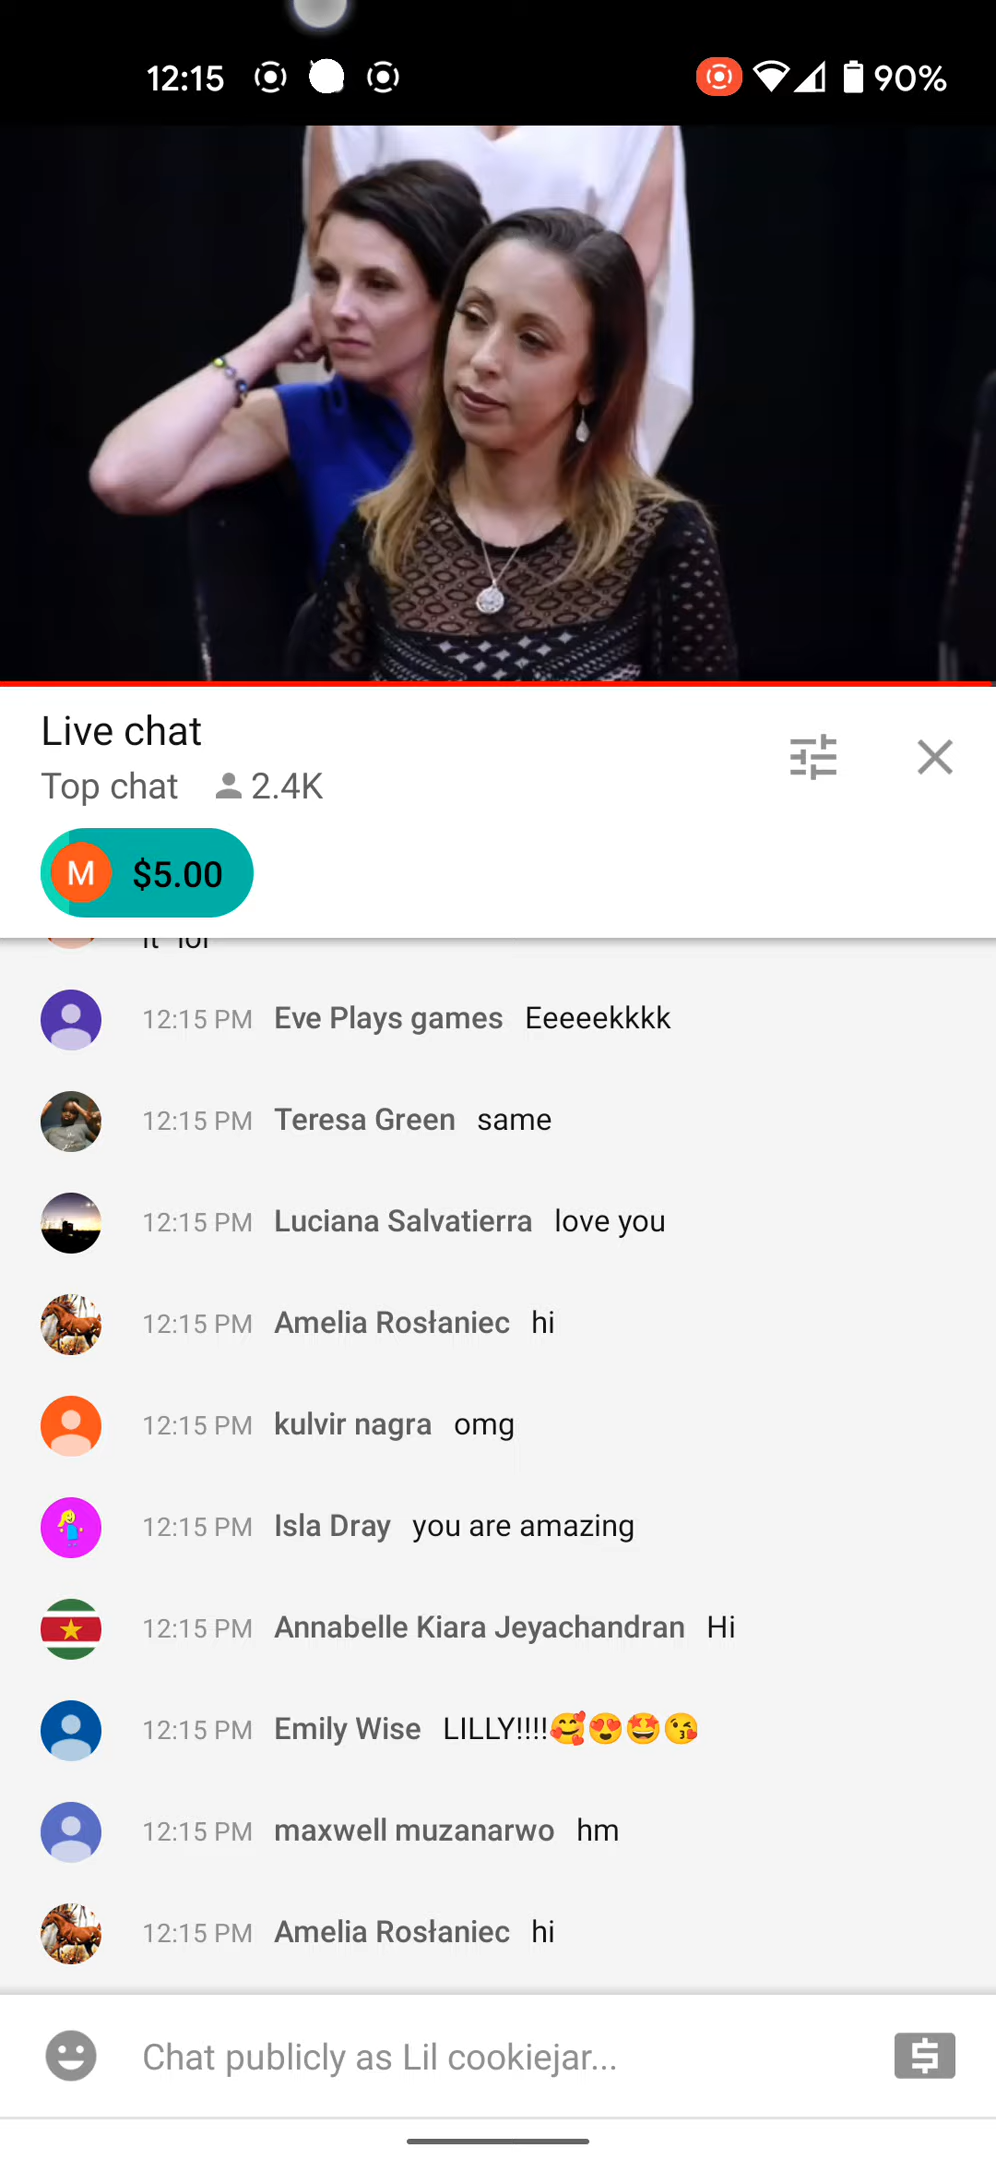 12:15 90%
Live chat
Top chat 2.4K
M $5.00
it lol
12:15 PM Eve Plays games Eeeeekkkk
12:15 PM Teresa Green same
12:15 PM Luciana Salvatierra love you
12:15 PM Amelia Rosłaniec hi
12:15 PM kulvir nagra omg
12:15 PM Isla Dray you are amazing
12:15 PM Annabelle Kiara Jeyachandran Hi
12:15 PM Emily Wise LILLY!!!!🥰😍🤩😘
12:15 PM maxwell muzanarwo hm
12:15 PM Amelia Rosłaniec hi
Chat publicly as Lil cookiejar...